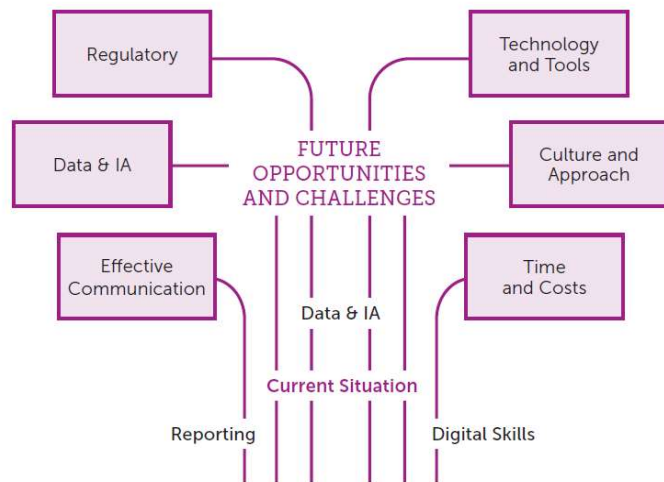 Regulatory
Technology
and Tools
FUTURE
OPPORTUNITIES
AND CHALLENGES
Data & IA
Culture and
Approach
Effective
Communication
Time
and Costs
Data & IA
Current Situation
Reporting
Digital Skills